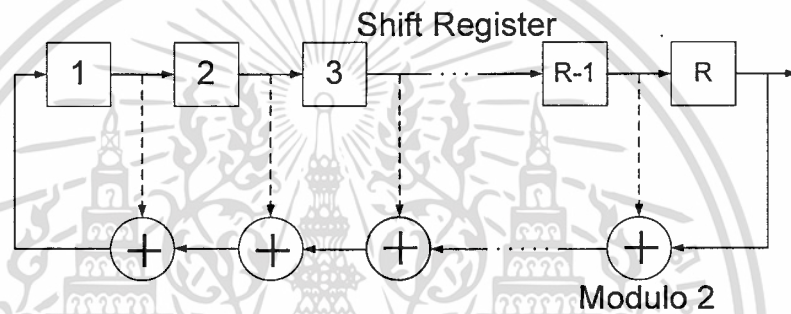 Shift Register
1 2 3 ... R-1 R
+ + + ...... +
Modulo 2